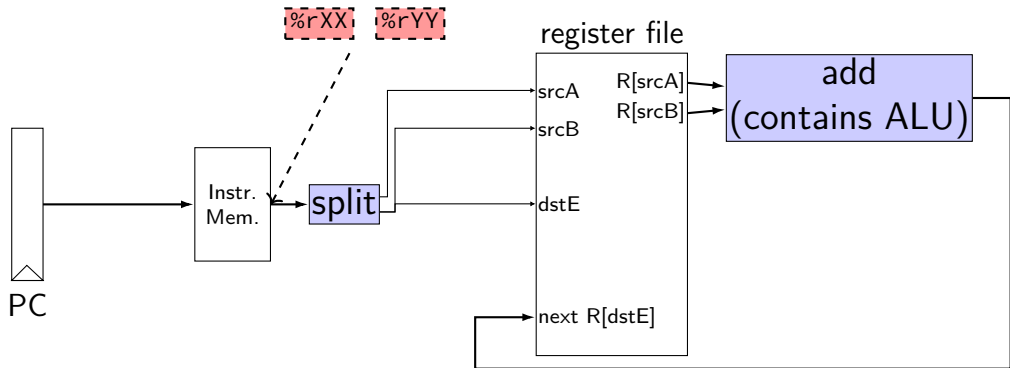 %rXX %rYY
register file
srcA
srcB
dstE
next R[dstE]
R[srcA]
R[srcB]
add
(contains ALU)
Instr.
Mem.
split
PC